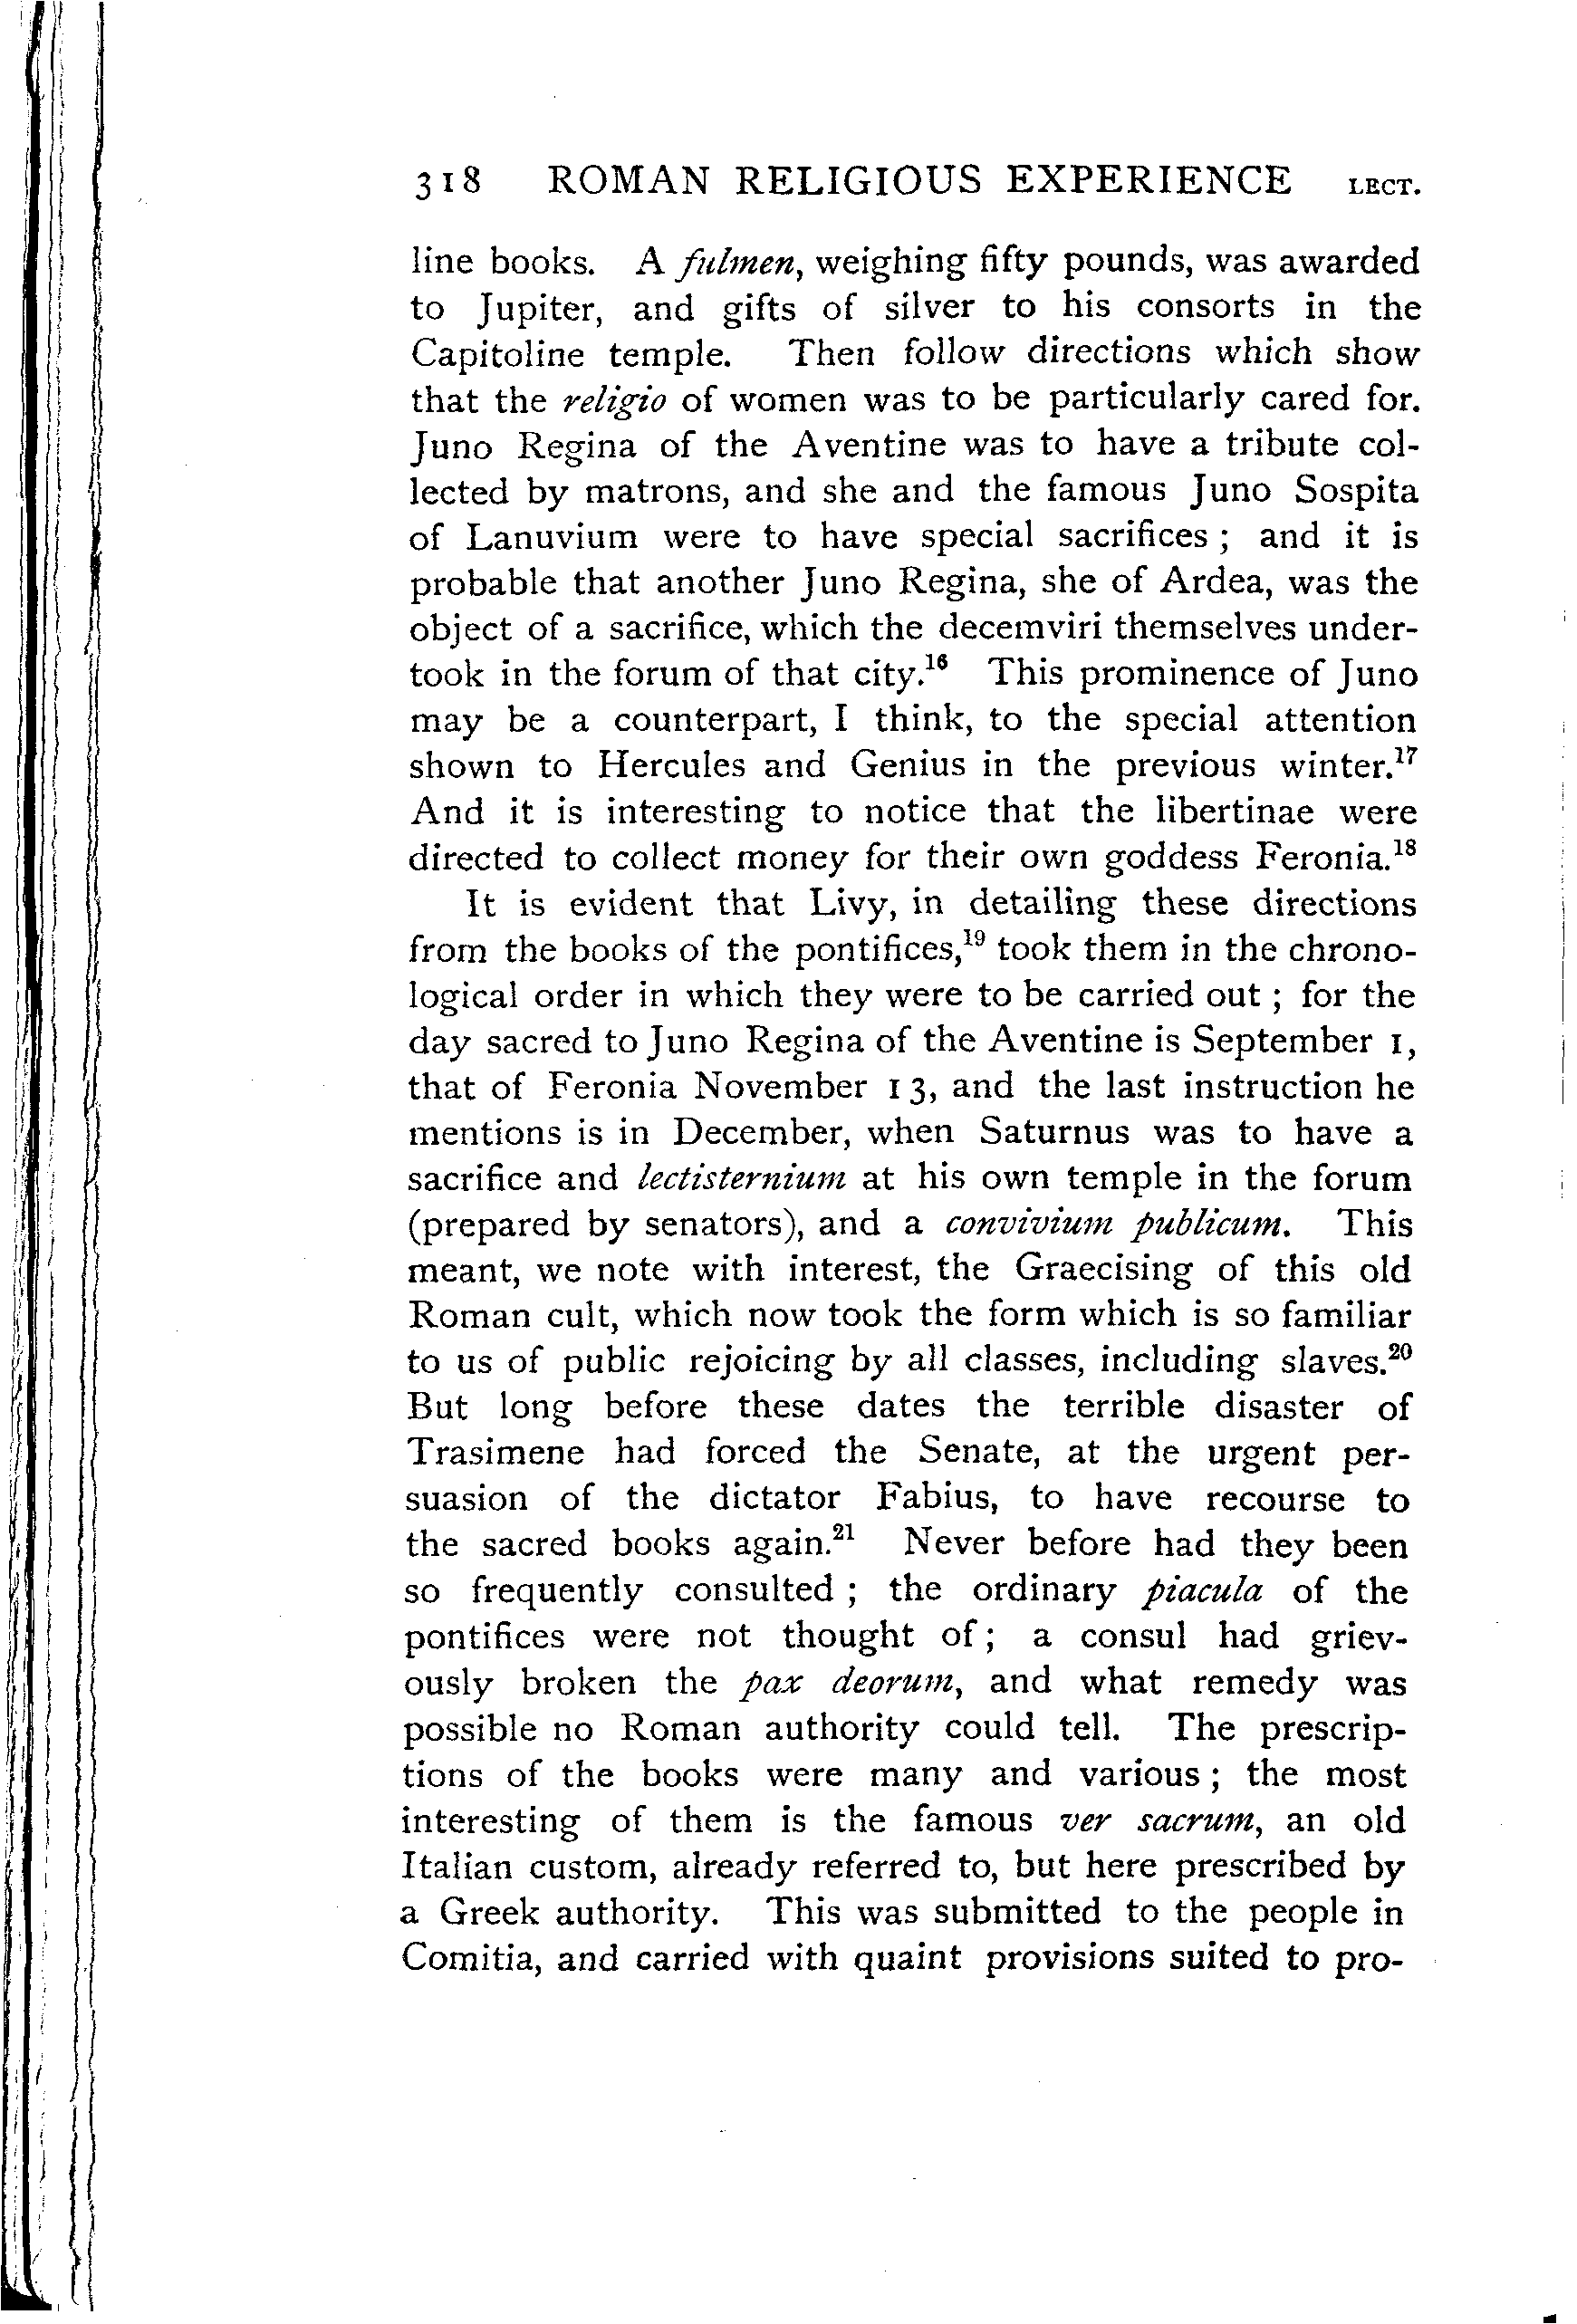 318 ROMAN RELIGIOUS EXPERIENCE LECT.
line books. A fulmen, weighing fifty pounds, was awarded
to Jupiter, and gifts of silver to his consorts in the
Capitoline temple. Then follow directions which show
that the religio of women was to be particularly cared for.
Juno Regina of the Aventine was to have a tribute col-
lected by matrons, and she and the famous Juno Sospita
of Lanuvium were to have special sacrifices ; and it is
probable that another Juno Regina, she of Ardea, was the
object of a sacrifice, which the decemviri themselves under-
took in the forum of that city.¹⁶ This prominence of Juno
may be a counterpart, I think, to the special attention
shown to Hercules and Genius in the previous winter.¹⁷
And it is interesting to notice that the libertinae were
directed to collect money for their own goddess Feronia.¹⁸
It is evident that Livy, in detailing these directions
from the books of the pontifices,¹⁹ took them in the chrono-
logical order in which they were to be carried out ; for the
day sacred to Juno Regina of the Aventine is September 1,
that of Feronia November 13, and the last instruction he
mentions is in December, when Saturnus was to have a
sacrifice and lectisternium at his own temple in the forum
(prepared by senators), and a convivium publicum. This
meant, we note with interest, the Graecising of this old
Roman cult, which now took the form which is so familiar
to us of public rejoicing by all classes, including slaves.²⁰
But long before these dates the terrible disaster of
Trasimene had forced the Senate, at the urgent per-
suasion of the dictator Fabius, to have recourse to
the sacred books again.²¹ Never before had they been
so frequently consulted ; the ordinary piacula of the
pontifices were not thought of ; a consul had griev-
ously broken the pax deorum, and what remedy was
possible no Roman authority could tell. The prescrip-
tions of the books were many and various ; the most
interesting of them is the famous ver sacrum, an old
Italian custom, already referred to, but here prescribed by
a Greek authority. This was submitted to the people in
Comitia, and carried with quaint provisions suited to pro-